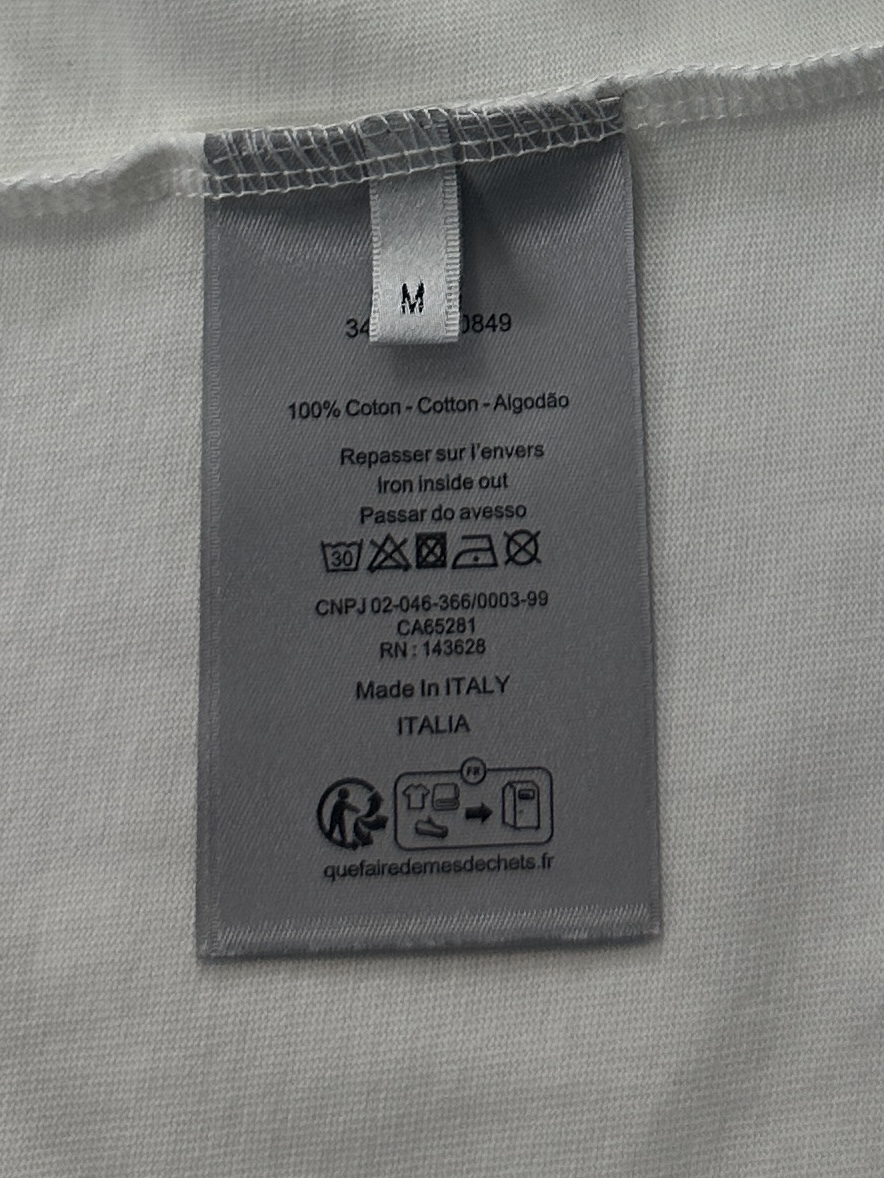 M
34 0849
100% Coton - Cotton - Algodão
Repasser sur l'envers
Iron inside out
Passar do avesso
30
CNPJ 02-046-366/0003-99
CA65281
RN : 143628
Made In ITALY
ITALIA
FR
quefairedemesdechets.fr